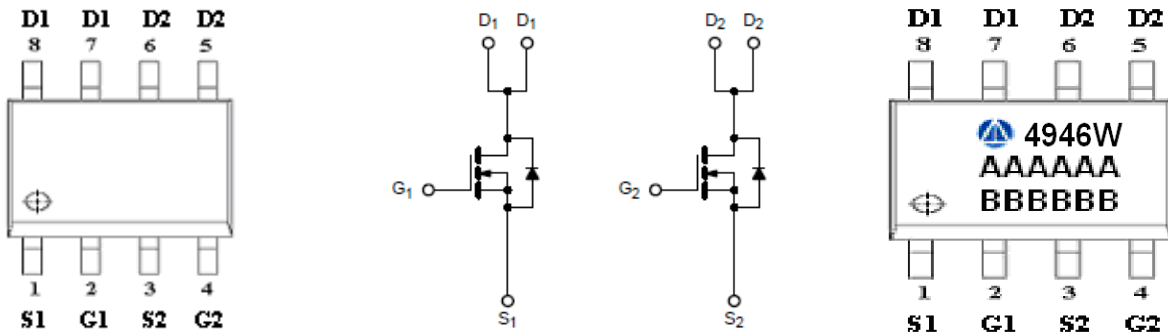 D1 D1 D2 D2
8 7 6 5
1 2 3 4
S1 G1 S2 G2
D1 D1
G1
S1
D2 D2
G2
S2
D1 D1 D2 D2
8 7 6 5
4946W
AAAAAA
BBBBBB
1 2 3 4
S1 G1 S2 G2